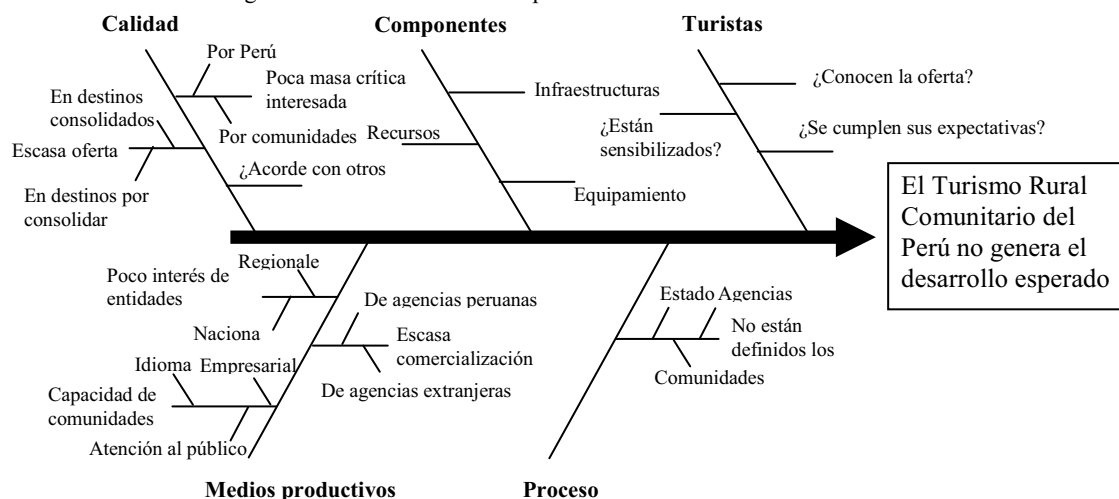 Calidad
Componentes
Turistas
Por Perú
Poca masa crítica
interesada
En destinos
consolidados
Por comunidades
Escasa oferta
¿Acorde con otros
En destinos por
consolidar
Infraestructuras
Recursos
Equipamiento
¿Conocen la oferta?
¿Están
sensibilizados?
¿Se cumplen sus expectativas?
El Turismo Rural
Comunitario del
Perú no genera el
desarrollo esperado
Regionale
Poco interés de
entidades
Naciona
De agencias peruanas
Escasa
comercialización
De agencias extranjeras
Idioma
Empresarial
Capacidad de
comunidades
Atención al público
Estado Agencias
No están
definidos los
Comunidades
Medios productivos
Proceso